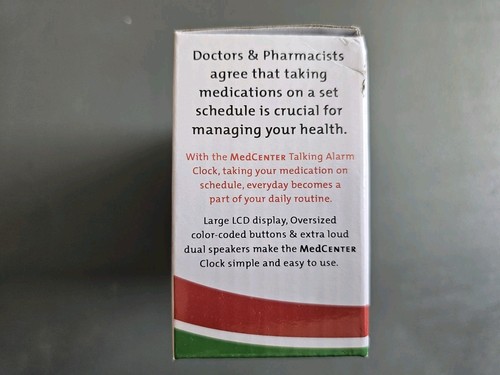 Doctors & Pharmacists
agree that taking
medications on a set
schedule is crucial for
managing your health.
With the MEDCENTER Talking Alarm
Clock, taking your medication on
schedule, everyday becomes a
part of your daily routine.
Large LCD display, Oversized
color-coded buttons & extra loud
dual speakers make the MEDCENTER
Clock simple and easy to use.